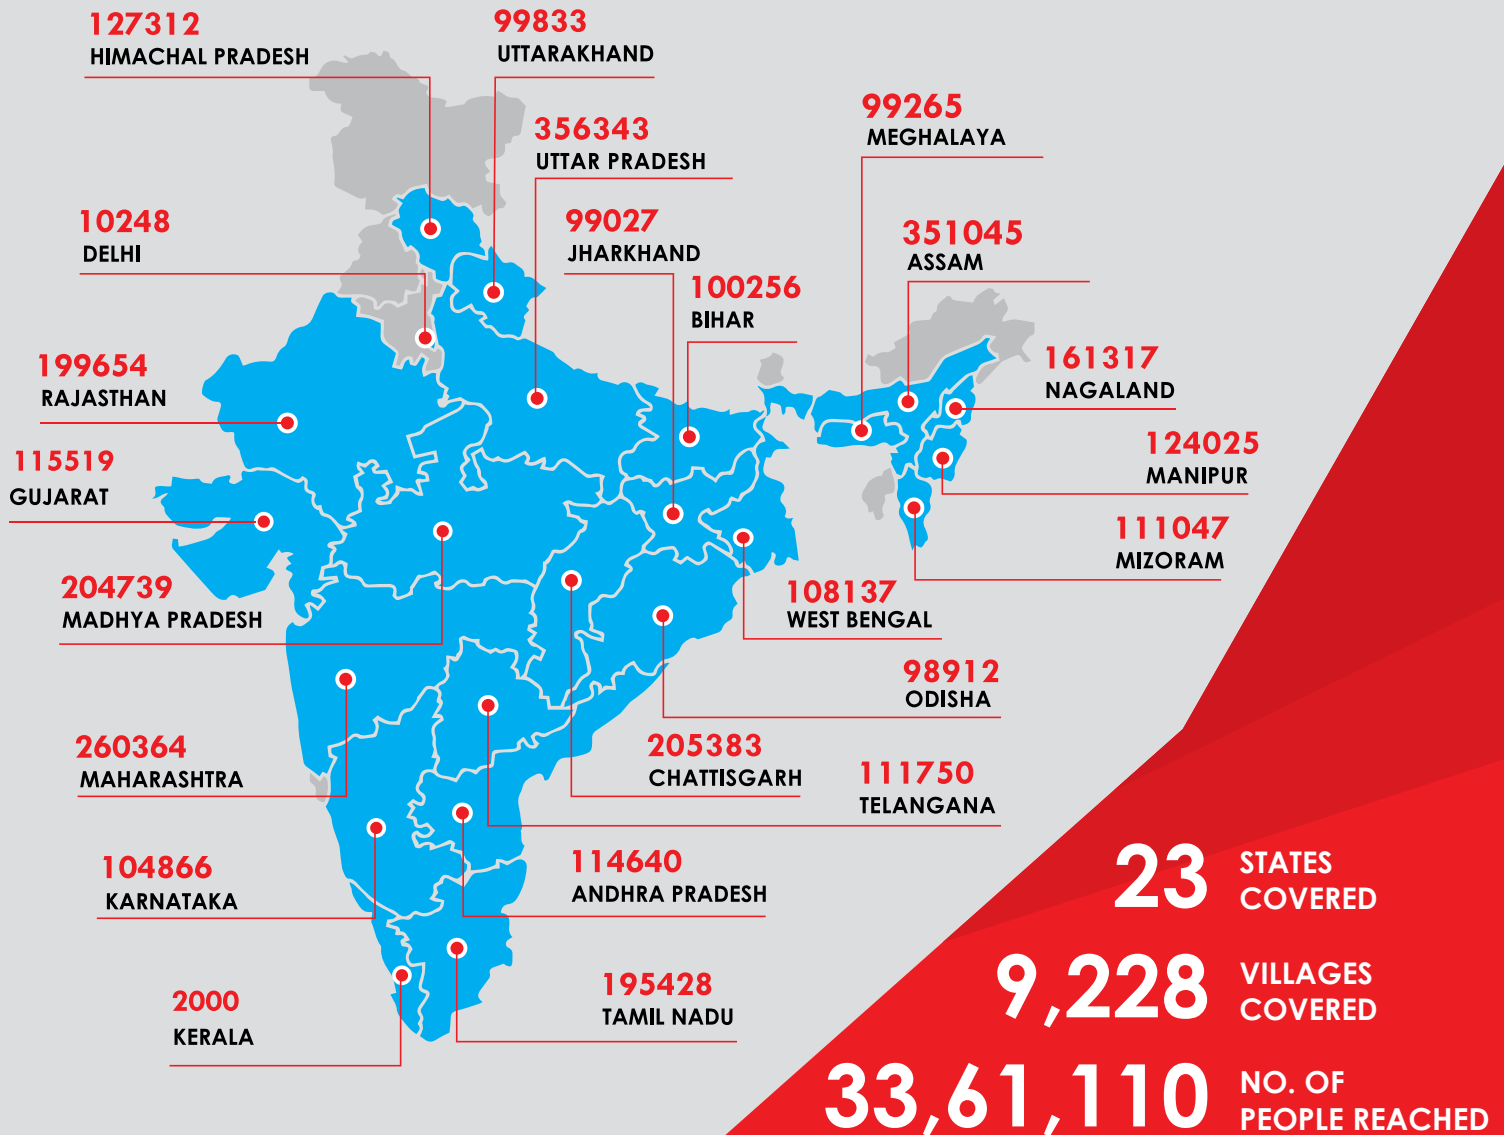 127312
HIMACHAL PRADESH
99833
UTTARAKHAND
356343
UTTAR PRADESH
99265
MEGHALAYA
10248
DELHI
99027
JHARKHAND
351045
ASSAM
100256
BIHAR
199654
RAJASTHAN
161317
NAGALAND
115519
GUJARAT
124025
MANIPUR
111047
MIZORAM
204739
MADHYA PRADESH
108137
WEST BENGAL
98912
ODISHA
260364
MAHARASHTRA
205383
CHATTISGARH
111750
TELANGANA
104866
KARNATAKA
114640
ANDHRA PRADESH
2000
KERALA
195428
TAMIL NADU
23 STATES
COVERED
9,228 VILLAGES
COVERED
33,61,110 NO. OF
PEOPLE REACHED